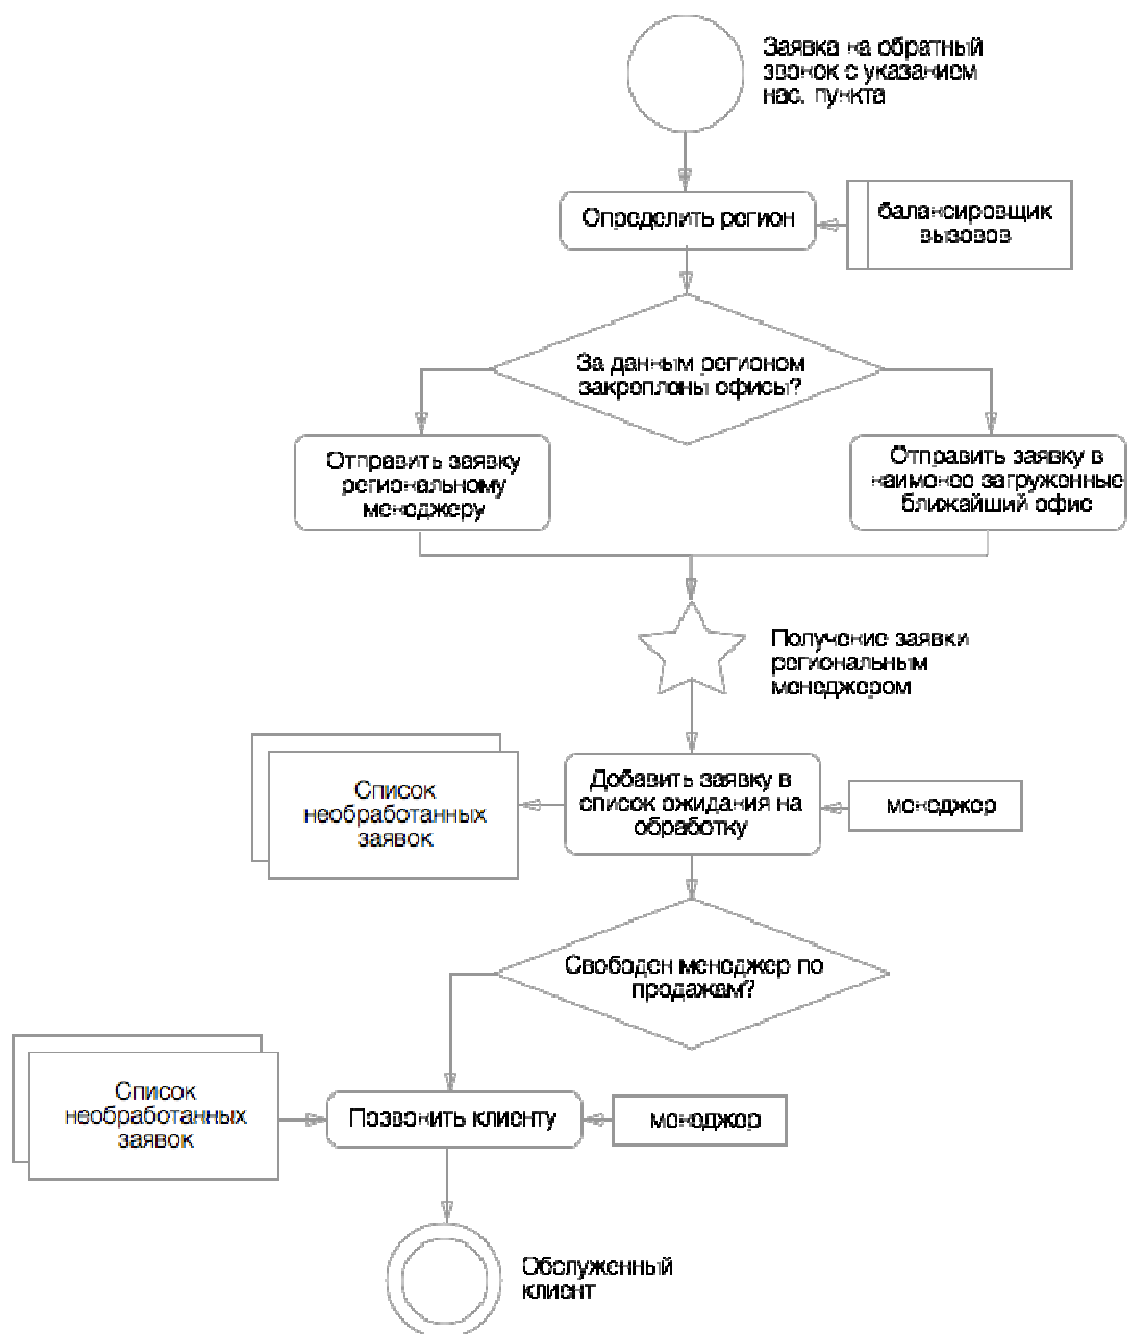 Заявка на обратный
звонок с указанием
нас. пункта
Определить регион
балансировщик
вызовов
За данным регионом
закреплены офисы?
Отправить заявку
региональному
менеджеру
Отправить заявку в
наименее загруженные
ближайший офис
Получение заявки
региональным
менеджером
Список
необработанных
заявок
Добавить заявку в
список ожидания на
обработку
менеджер
Свободен менеджер по
продажам?
Список
необработанных
заявок
Позвонить клиенту
менеджер
Обслуженный
клиент